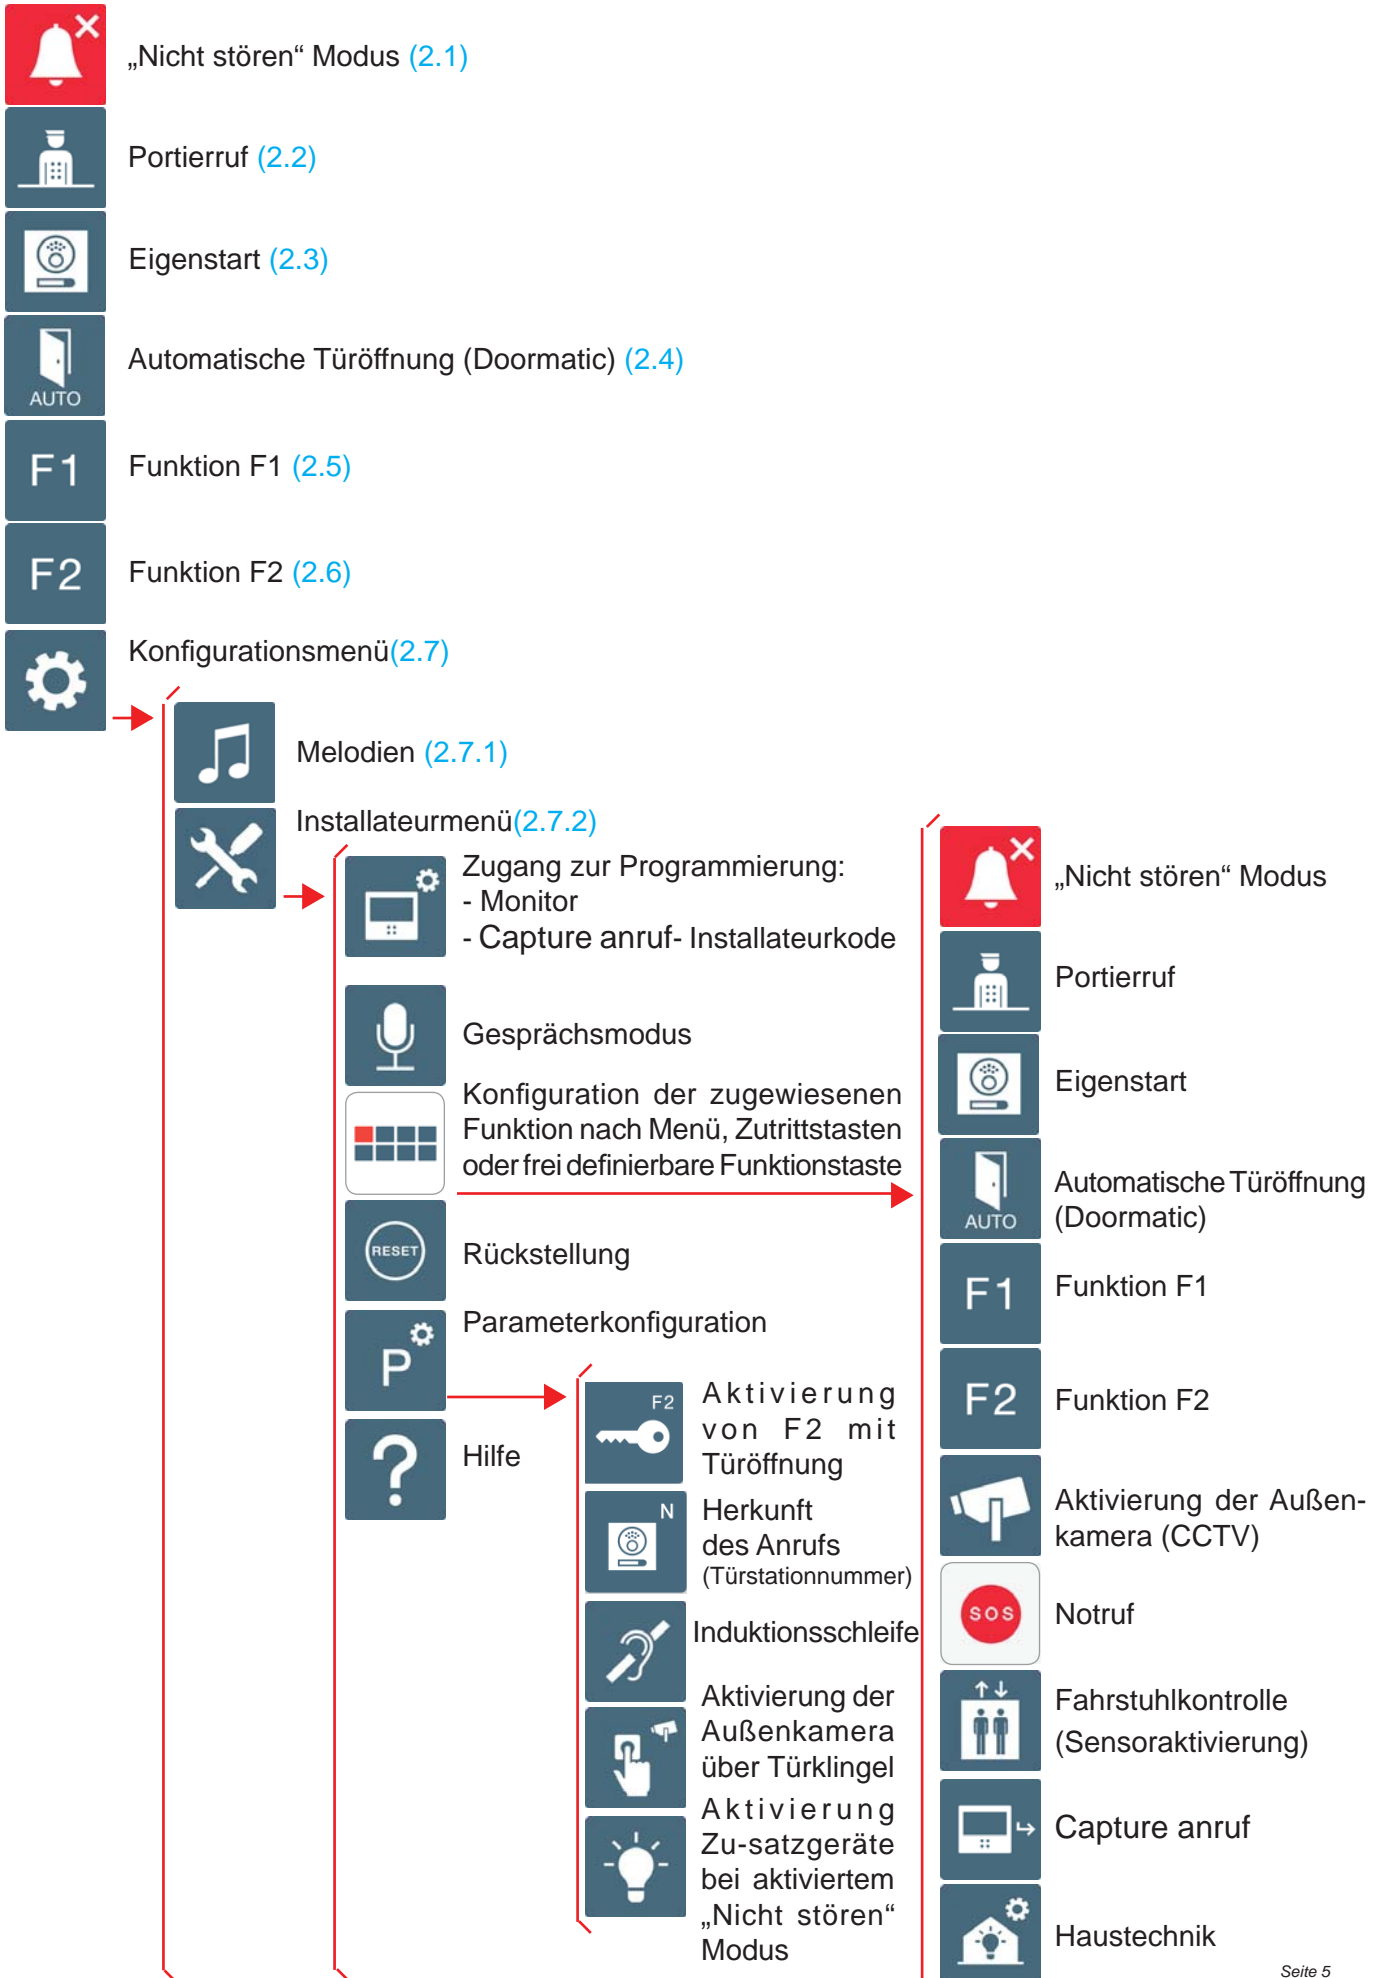 „Nicht stören“ Modus (2.1)
Portierruf (2.2)
Eigenstart (2.3)
AUTO
Automatische Türöffnung (Doormatic) (2.4)
F1
Funktion F1 (2.5)
F2
Funktion F2 (2.6)
Konfigurationsmenü(2.7)
Melodien (2.7.1)
Installateurmenü(2.7.2)
Zugang zur Programmierung:
- Monitor
- Capture anruf- Installateurkode
Gesprächsmodus
Konfiguration der zugewiesenen
Funktion nach Menü, Zutrittstasten
oder frei definierbare Funktionstaste
RESET
Rückstellung
P
Parameterkonfiguration
?
Hilfe
F2
Aktivierung
von F2 mit
Türöffnung
N
Herkunft
des Anrufs
(Türstationnummer)
Induktionsschleife
Aktivierung der
Außenkamera
über Türklingel
Aktivierung
Zu-satzgeräte
bei aktiviertem
„Nicht stören“
Modus
„Nicht stören“ Modus
Portierruf
Eigenstart
AUTO
Automatische Türöffnung
(Doormatic)
F1
Funktion F1
F2
Funktion F2
Aktivierung der Außen-
kamera (CCTV)
SOS
Notruf
Fahrstuhlkontrolle
(Sensoraktivierung)
Capture anruf
Haustechnik
Seite 5